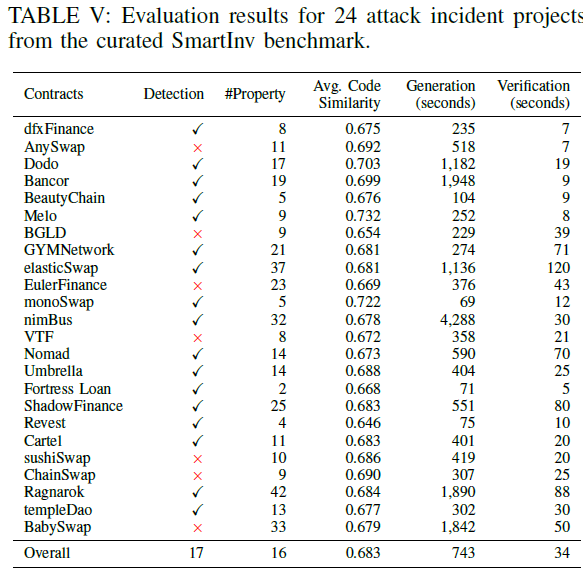 TABLE V: Evaluation results for 24 attack incident projects
from the curated SmartInv benchmark.
Contracts Detection #Property Avg. Code Similarity Generation (seconds) Verification (seconds)
dfxFinance ✓ 8 0.675 235 7
AnySwap × 11 0.692 518 7
Dodo ✓ 17 0.703 1,182 19
Bancor ✓ 19 0.699 1,948 9
BeautyChain ✓ 5 0.676 104 9
Melo ✓ 9 0.732 252 8
BGLD × 9 0.654 229 39
GYMNetwork ✓ 21 0.681 274 71
elasticSwap ✓ 37 0.681 1,136 120
EulerFinance × 23 0.669 376 43
monoSwap ✓ 5 0.722 69 12
nimBus ✓ 32 0.678 4,288 30
VTF × 8 0.672 358 21
Nomad ✓ 14 0.673 590 70
Umbrella ✓ 14 0.688 404 25
Fortress Loan ✓ 2 0.668 71 5
ShadowFinance ✓ 25 0.683 551 80
Revest ✓ 4 0.646 75 10
Cartel ✓ 11 0.683 401 20
sushiSwap × 10 0.686 419 20
ChainSwap × 9 0.690 307 25
Ragnarok ✓ 42 0.684 1,890 88
templeDao ✓ 13 0.677 302 30
BabySwap × 33 0.679 1,842 50
Overall 17 16 0.683 743 34